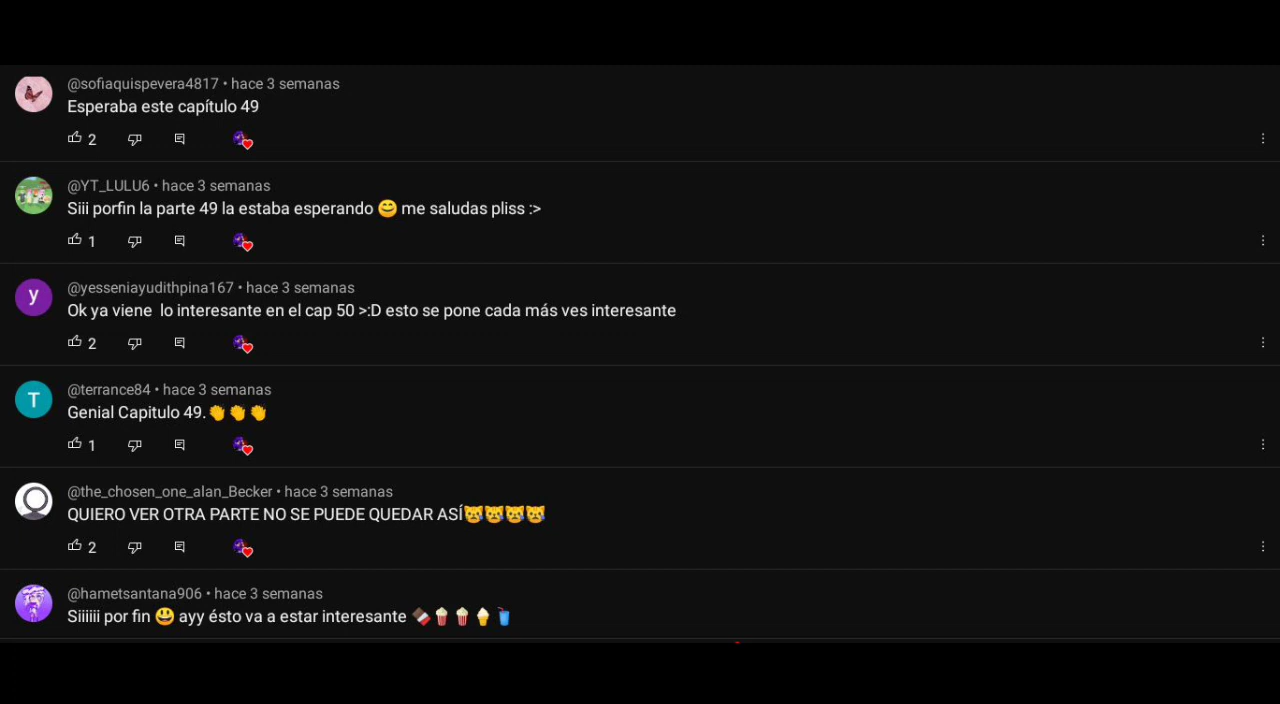 @sofiaquispevera4817 • hace 3 semanas
Esperaba este capítulo 49
2
@YT_LULU6 • hace 3 semanas
Siii porfin la parte 49 la estaba esperando 😊 me saludas pliss :>
1
y
@yesseniayudithpina167 • hace 3 semanas
Ok ya viene  lo interesante en el cap 50 >:D esto se pone cada más ves interesante
2
T
@terrance84 • hace 3 semanas
Genial Capitulo 49.👏👏👏
1
@the_chosen_one_alan_Becker • hace 3 semanas
QUIERO VER OTRA PARTE NO SE PUEDE QUEDAR ASÍ😿😿😿😿
2
@hametsantana906 • hace 3 semanas
Siiiiii por fin 😃 ayy ésto va a estar interesante 🍫🍿🍿🍦🥤